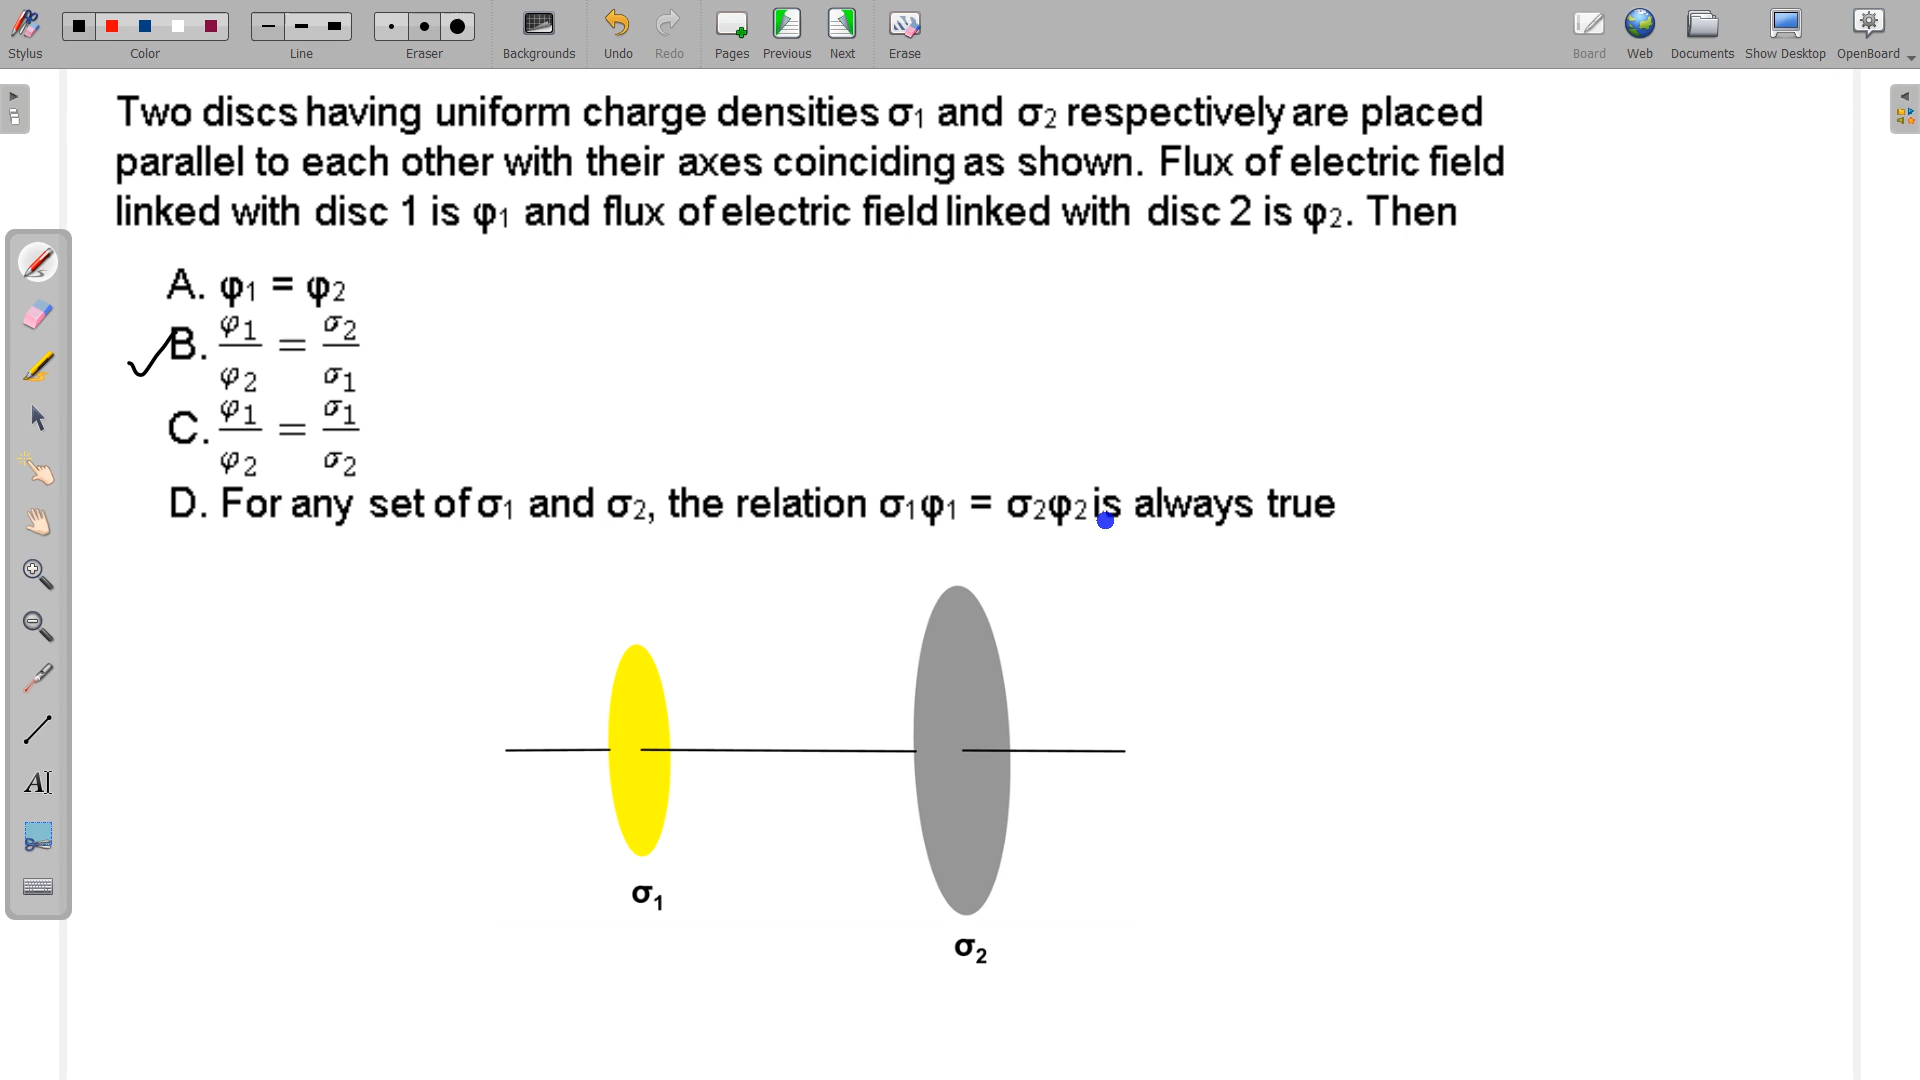 Stylus Color Line Eraser Backgrounds Undo Redo Pages Previous Next Erase Board Web Documents Show Desktop OpenBoard
Two discs having uniform charge densities σ1 and σ2 respectively are placed
parallel to each other with their axes coinciding as shown. Flux of electric field
linked with disc 1 is φ1 and flux of electric field linked with disc 2 is φ2. Then
A. φ1 = φ2
B. φ1/φ2 = σ2/σ1
C. φ1/φ2 = σ1/σ2
D. For any set of σ1 and σ2, the relation σ1φ1 = σ2φ2 is always true
σ1
σ2